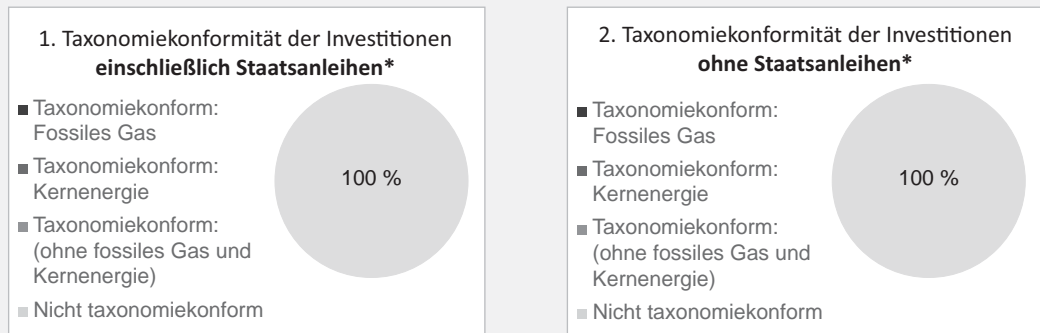 1. Taxonomiekonformität der Investitionen
einschließlich Staatsanleihen*
Taxonomiekonform:
Fossiles Gas
Taxonomiekonform:
Kernenergie
Taxonomiekonform:
(ohne fossiles Gas und
Kernenergie)
Nicht taxonomiekonform
100 %
2. Taxonomiekonformität der Investitionen
ohne Staatsanleihen*
Taxonomiekonform:
Fossiles Gas
Taxonomiekonform:
Kernenergie
Taxonomiekonform:
(ohne fossiles Gas und
Kernenergie)
Nicht taxonomiekonform
100 %